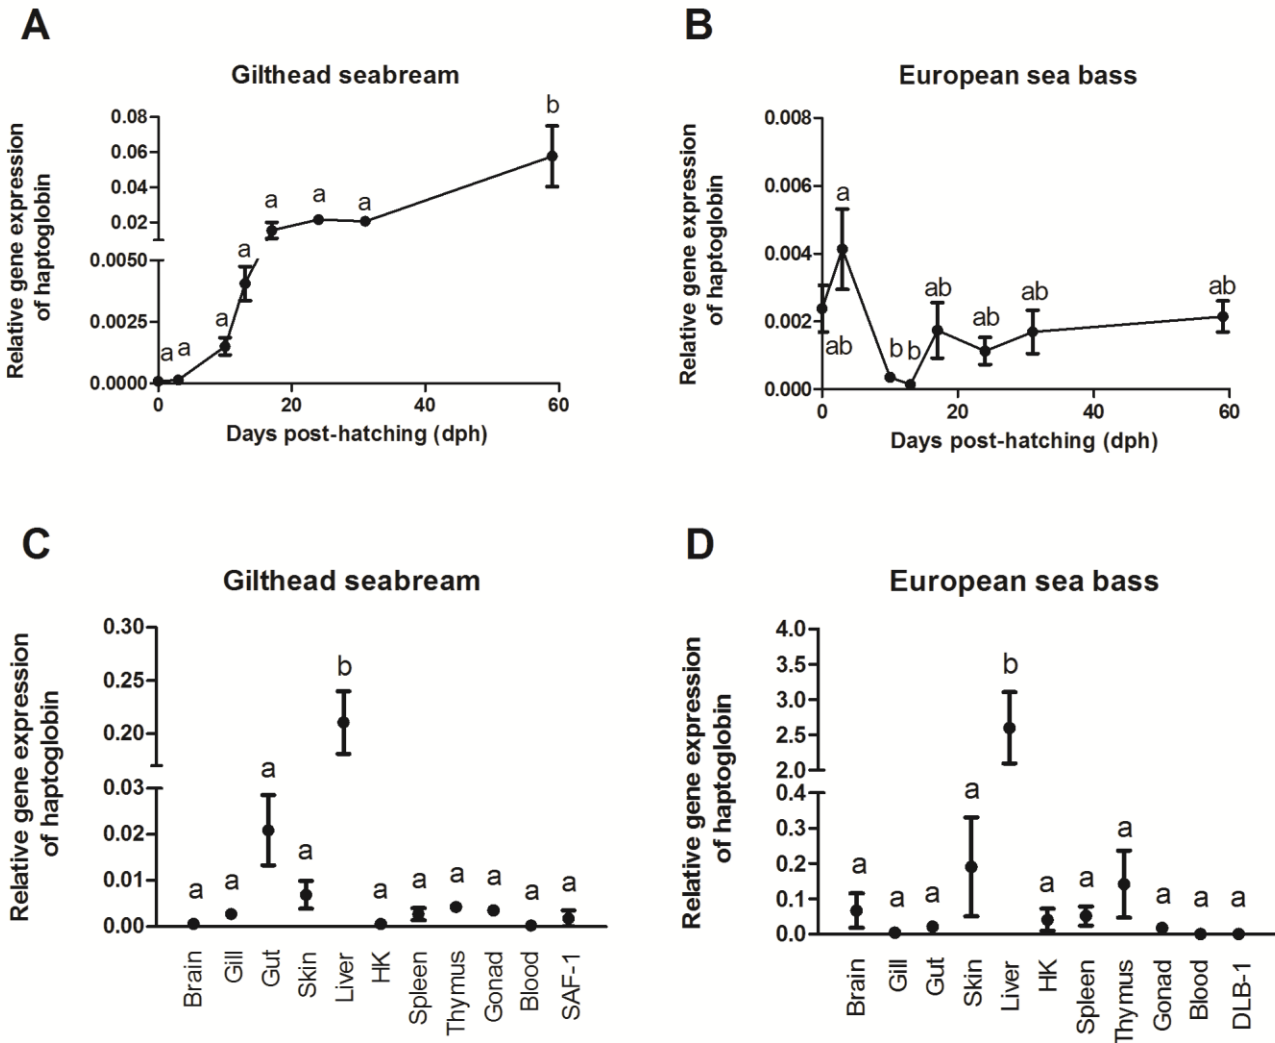 A
Gilthead seabream
Relative gene expression
of haptoglobin
0.08
0.06
0.04
0.02
0.0050
0.0025
0.0000
a a a a a a a b
0 20 40 60
Days post-hatching (dph)
B
European sea bass
Relative gene expression
of haptoglobin
0.008
0.006
0.004
0.002
0.000
ab a b b ab ab ab ab
0 20 40 60
Days post-hatching (dph)
C
Gilthead seabream
Relative gene expression
of haptoglobin
0.30
0.25
0.20
0.03
0.02
0.01
0.00
a a a a b a a a a a a
Brain Gill Gut Skin Liver HK Spleen Thymus Gonad Blood SAF-1
D
European sea bass
Relative gene expression
of haptoglobin
4.0
3.5
3.0
2.5
2.0
0.4
0.3
0.2
0.1
0.0
a a a a b a a a a a a
Brain Gill Gut Skin Liver HK Spleen Thymus Gonad Blood DLB-1